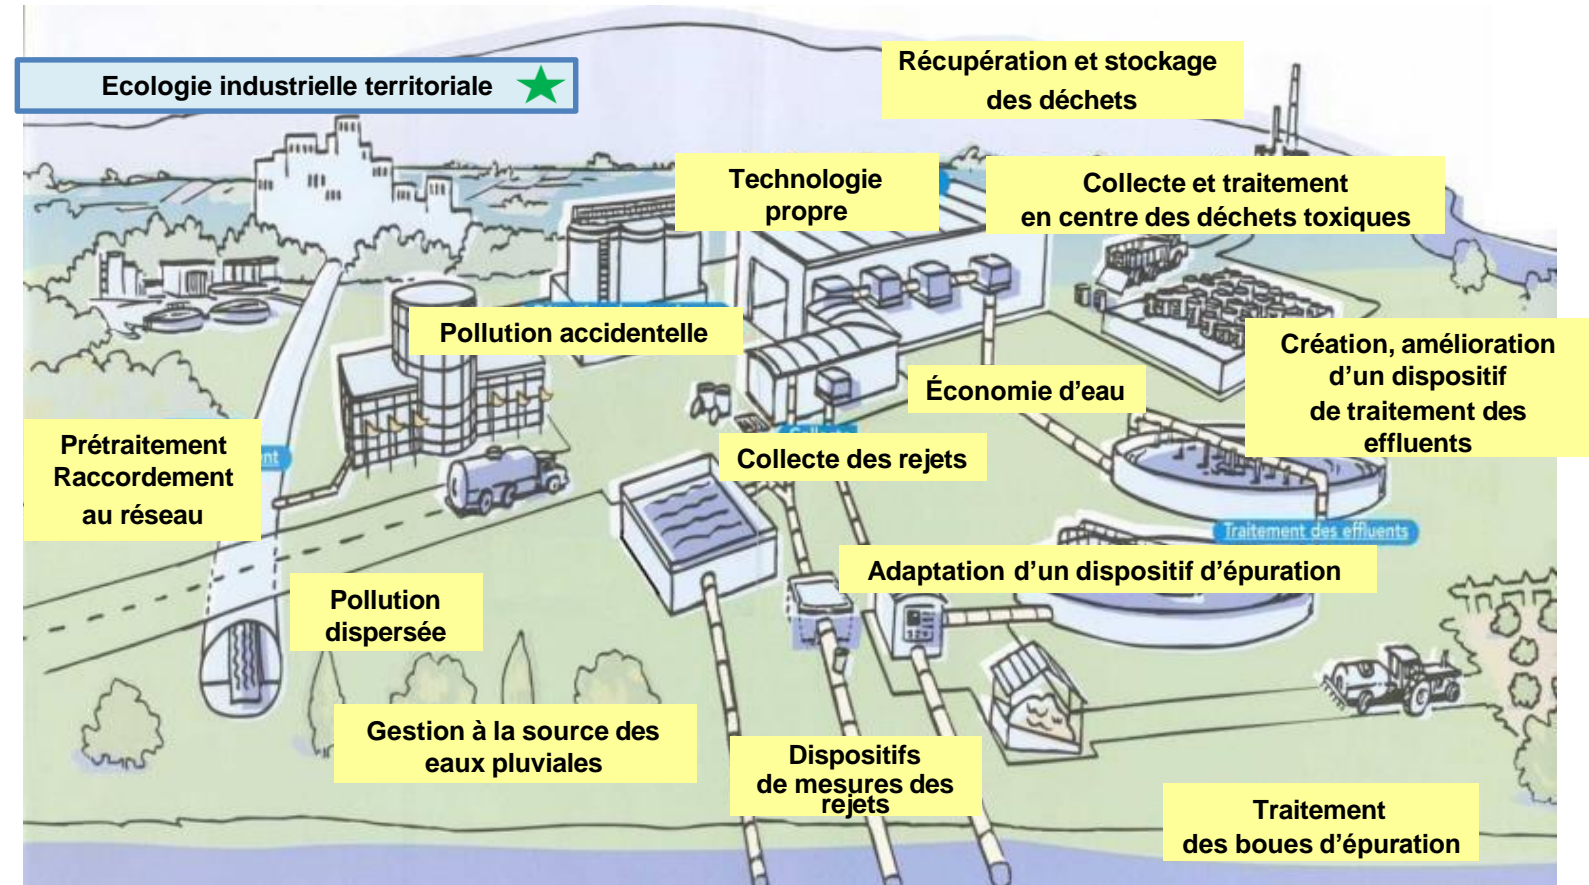 Ecologie industrielle territoriale
Récupération et stockage
des déchets
Technologie
propre
Collecte et traitement
en centre des déchets toxiques
Pollution accidentelle
Création, amélioration
d’un dispositif
de traitement des
effluents
Économie d’eau
Prétraitement
Raccordement
au réseau
Collecte des rejets
Traitement des effluents
Adaptation d’un dispositif d’épuration
Pollution
dispersée
Gestion à la source des
eaux pluviales
Dispositifs
de mesures des
rejets
Traitement
des boues d’épuration